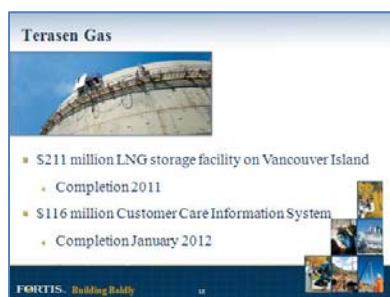 Terasen Gas
$211 million LNG storage facility on Vancouver Island
Completion 2011
$116 million Customer Care Information System
Completion January 2012
FORTIS Building Boldly